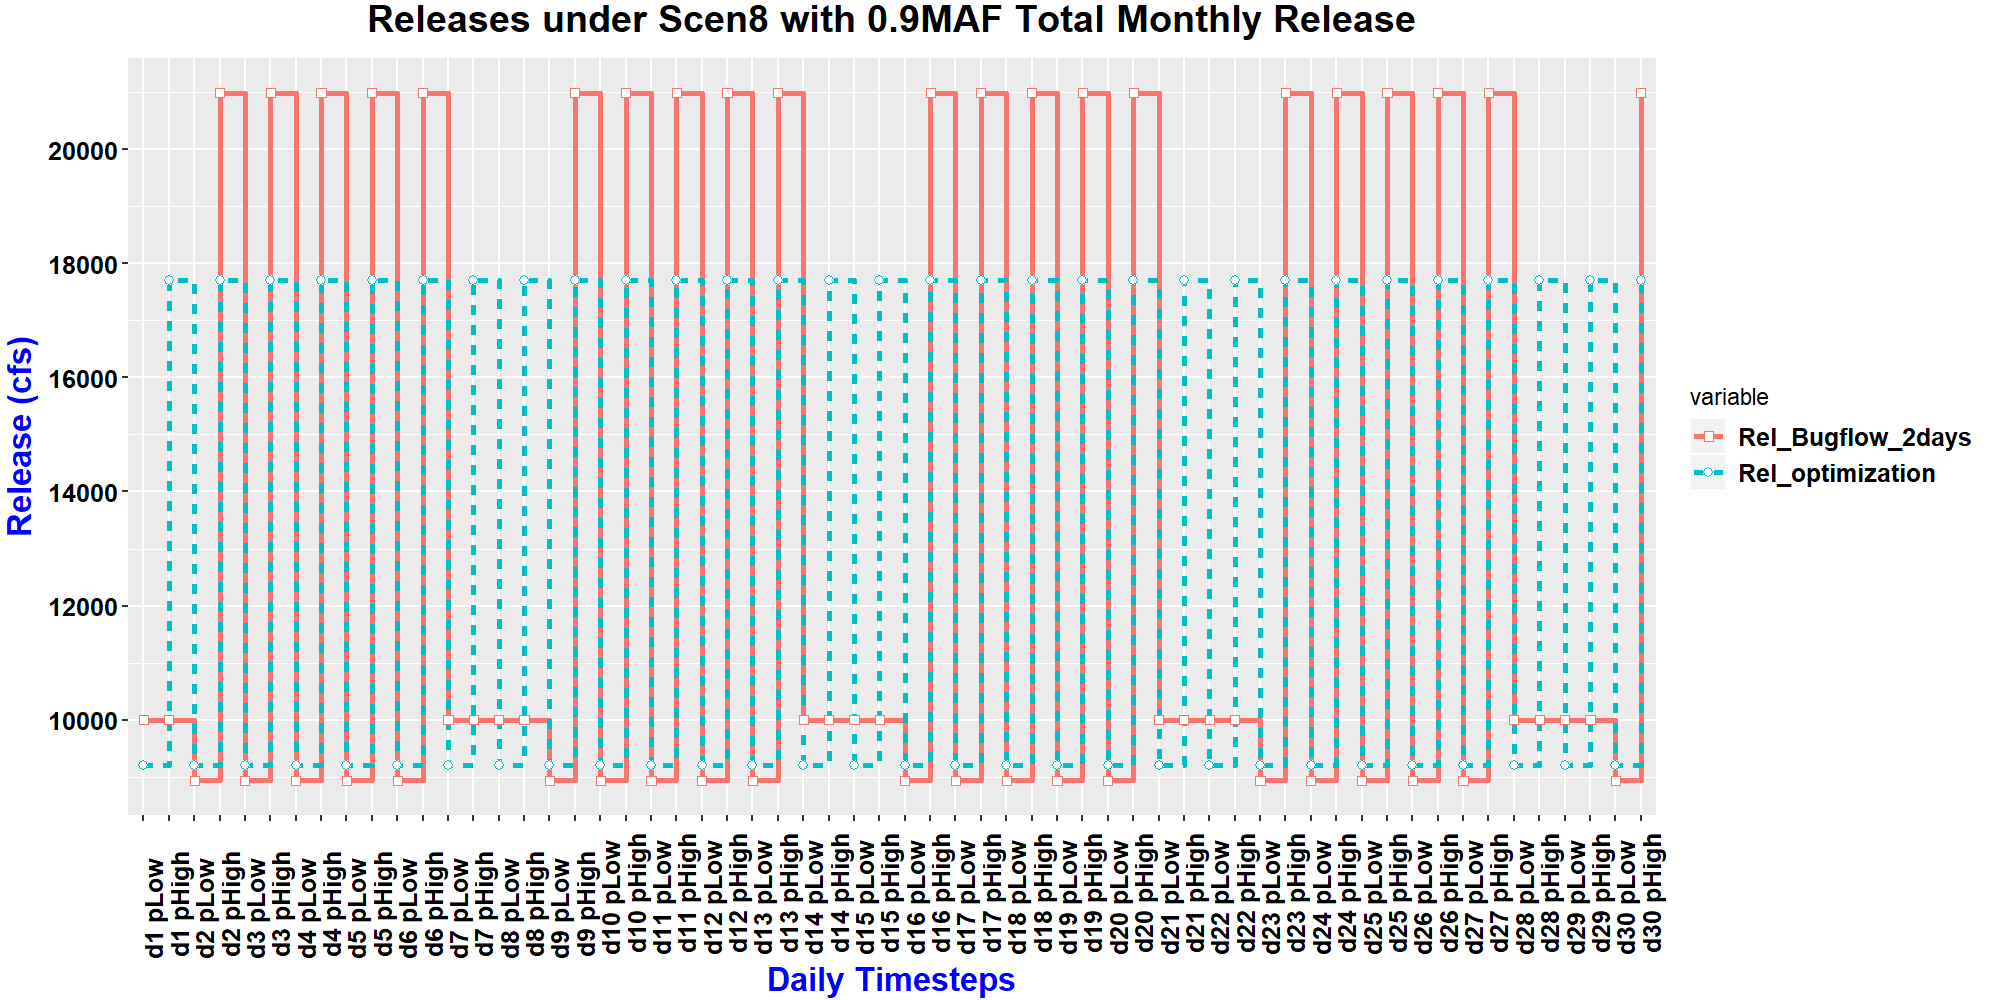 Releases under Scen8 with 0.9MAF Total Monthly Release
Release (cfs)
20000
18000
16000
14000
12000
10000
d1 pLow
d1 pHigh
d2 pLow
d2 pHigh
d3 pLow
d3 pHigh
d4 pLow
d4 pHigh
d5 pLow
d5 pHigh
d6 pLow
d6 pHigh
d7 pLow
d7 pHigh
d8 pLow
d8 pHigh
d9 pLow
d9 pHigh
d10 pLow
d10 pHigh
d11 pLow
d11 pHigh
d12 pLow
d12 pHigh
d13 pLow
d13 pHigh
d14 pLow
d14 pHigh
d15 pLow
d15 pHigh
d16 pLow
d16 pHigh
d17 pLow
d17 pHigh
d18 pLow
d18 pHigh
d19 pLow
d19 pHigh
d20 pLow
d20 pHigh
d21 pLow
d21 pHigh
d22 pLow
d22 pHigh
d23 pLow
d23 pHigh
d24 pLow
d24 pHigh
d25 pLow
d25 pHigh
d26 pLow
d26 pHigh
d27 pLow
d27 pHigh
d28 pLow
d28 pHigh
d29 pLow
d29 pHigh
d30 pLow
d30 pHigh
Daily Timesteps
variable
Rel_Bugflow_2days
Rel_optimization